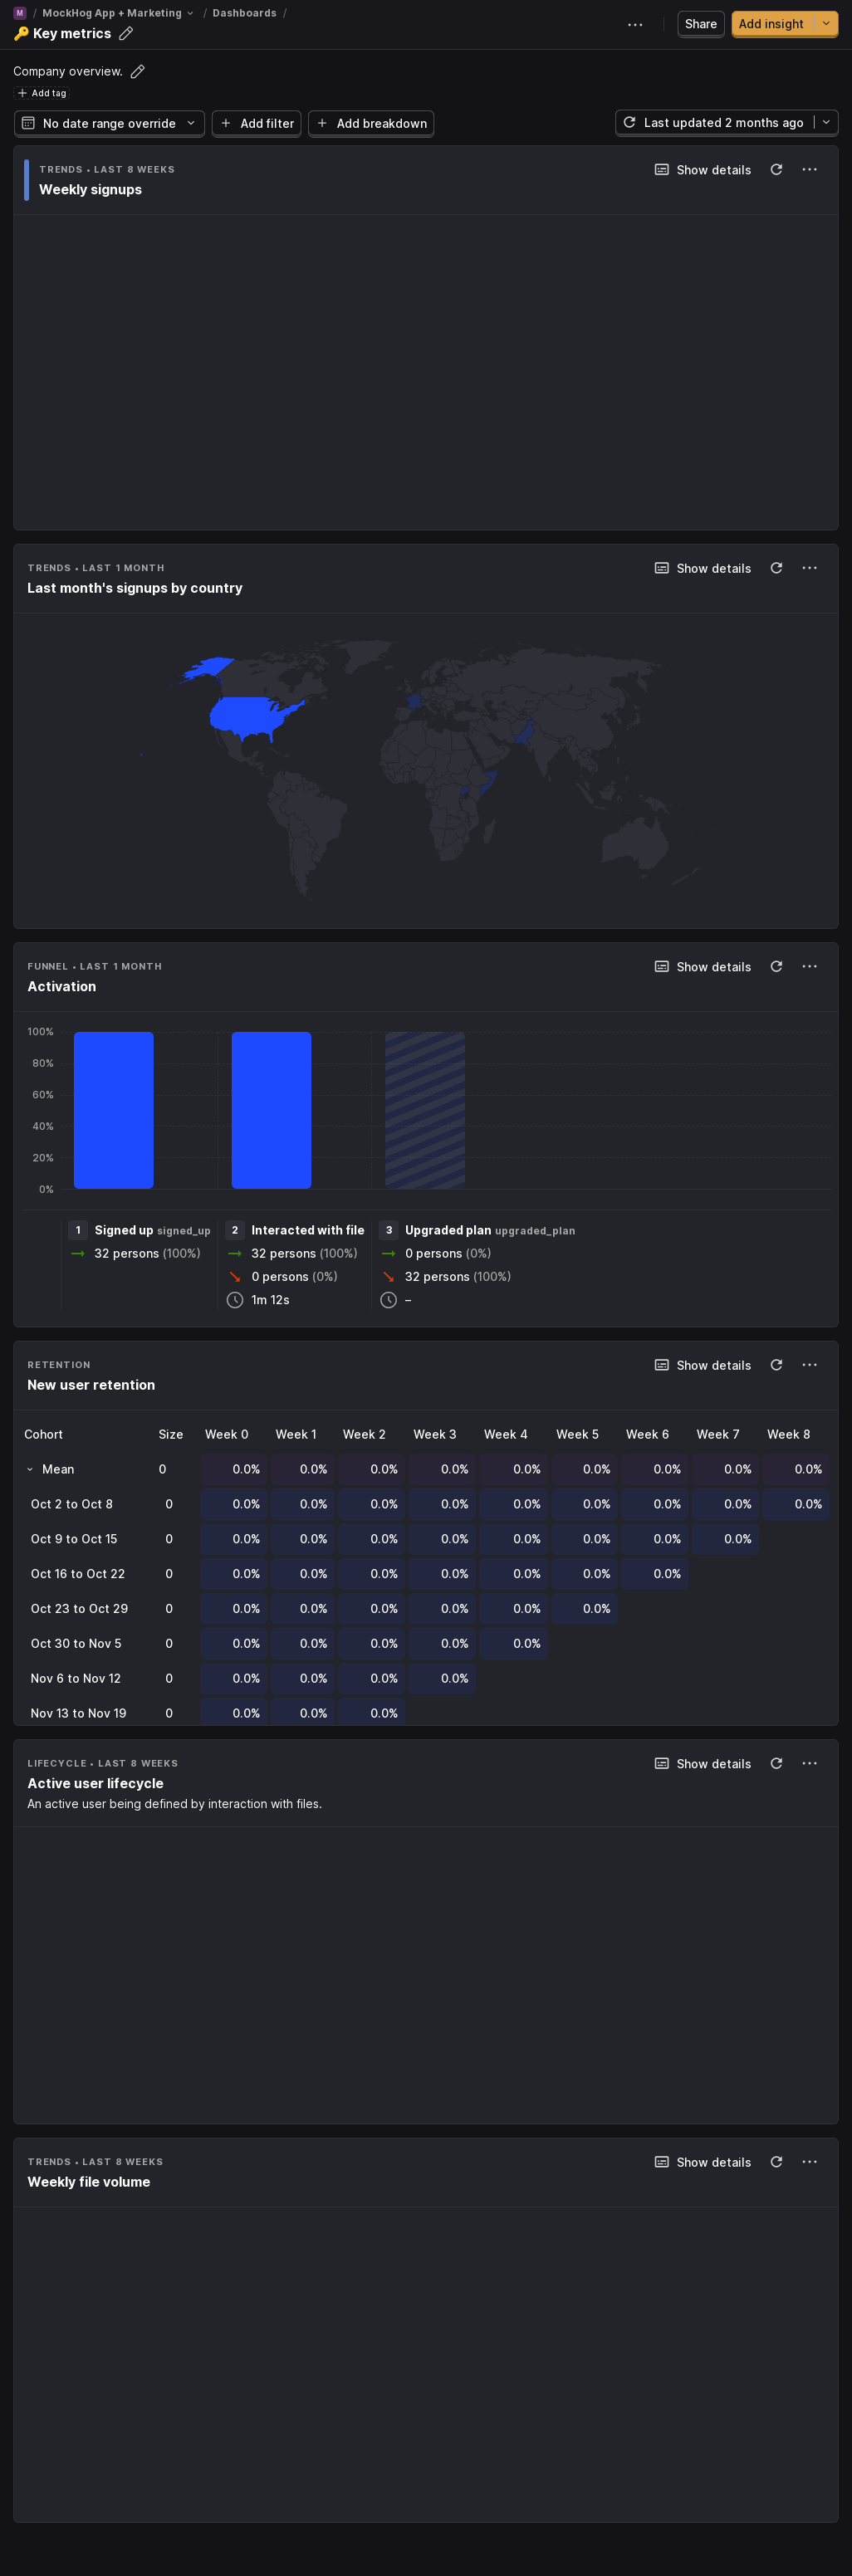 M / MockHog App + Marketing / Dashboards /
🔑 Key metrics
Share
Add insight
Company overview.
Add tag
No date range override
Add filter
Add breakdown
Last updated 2 months ago
TRENDS • LAST 8 WEEKS
Show details
Weekly signups
TRENDS • LAST 1 MONTH
Show details
Last month's signups by country
FUNNEL • LAST 1 MONTH
Show details
Activation
100%
80%
60%
40%
20%
0%
1 Signed up signed_up 2 Interacted with file 3 Upgraded plan upgraded_plan
32 persons (100%) 32 persons (100%) 0 persons (0%)
0 persons (0%) 32 persons (100%)
1m 12s –
RETENTION
Show details
New user retention
Cohort Size Week 0 Week 1 Week 2 Week 3 Week 4 Week 5 Week 6 Week 7 Week 8
Mean 0 0.0% 0.0% 0.0% 0.0% 0.0% 0.0% 0.0% 0.0% 0.0%
Oct 2 to Oct 8 0 0.0% 0.0% 0.0% 0.0% 0.0% 0.0% 0.0% 0.0% 0.0%
Oct 9 to Oct 15 0 0.0% 0.0% 0.0% 0.0% 0.0% 0.0% 0.0% 0.0%
Oct 16 to Oct 22 0 0.0% 0.0% 0.0% 0.0% 0.0% 0.0% 0.0%
Oct 23 to Oct 29 0 0.0% 0.0% 0.0% 0.0% 0.0% 0.0%
Oct 30 to Nov 5 0 0.0% 0.0% 0.0% 0.0% 0.0%
Nov 6 to Nov 12 0 0.0% 0.0% 0.0% 0.0%
Nov 13 to Nov 19 0 0.0% 0.0% 0.0%
LIFECYCLE • LAST 8 WEEKS
Show details
Active user lifecycle
An active user being defined by interaction with files.
TRENDS • LAST 8 WEEKS
Show details
Weekly file volume